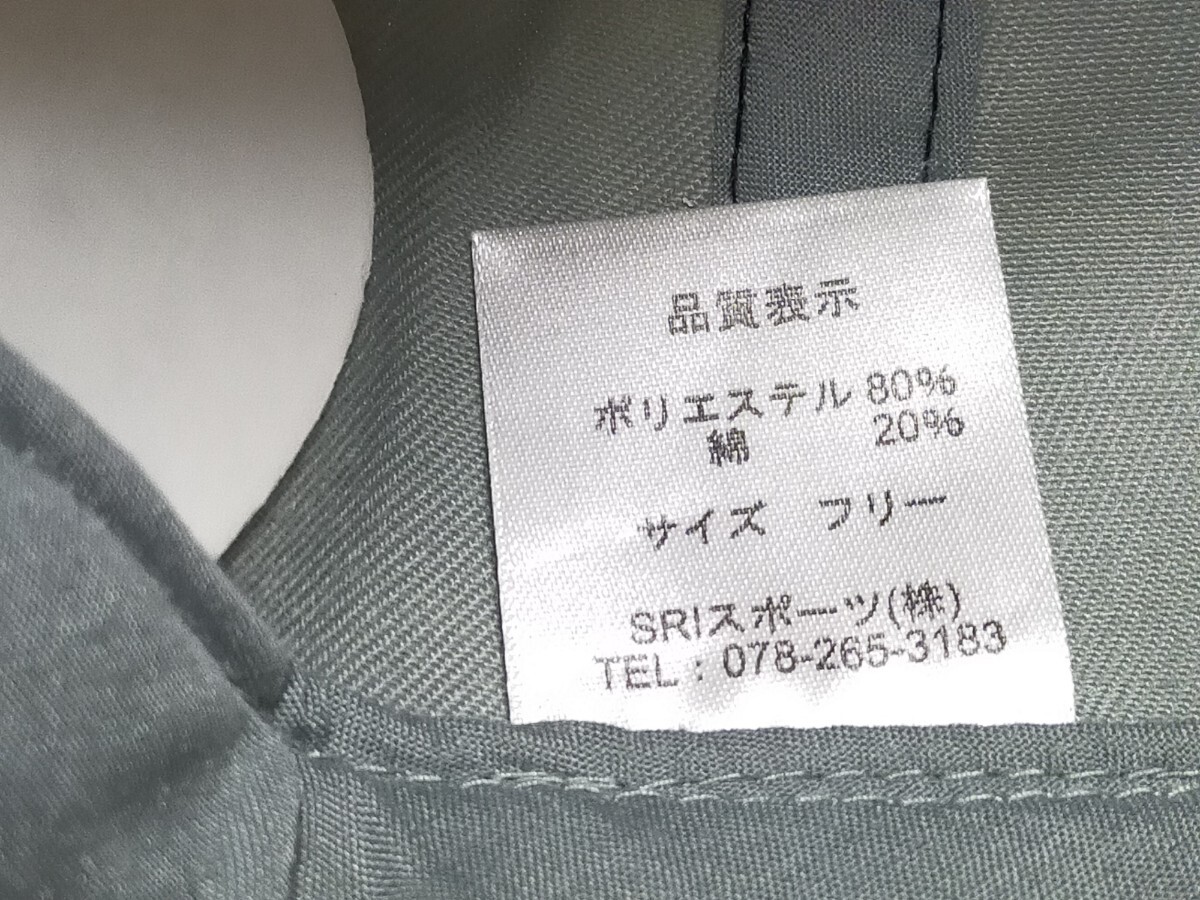 品質表示
ポリエステル 80%
綿 20%
サイズ フリー
SRIスポーツ(株)
TEL : 078-265-3183